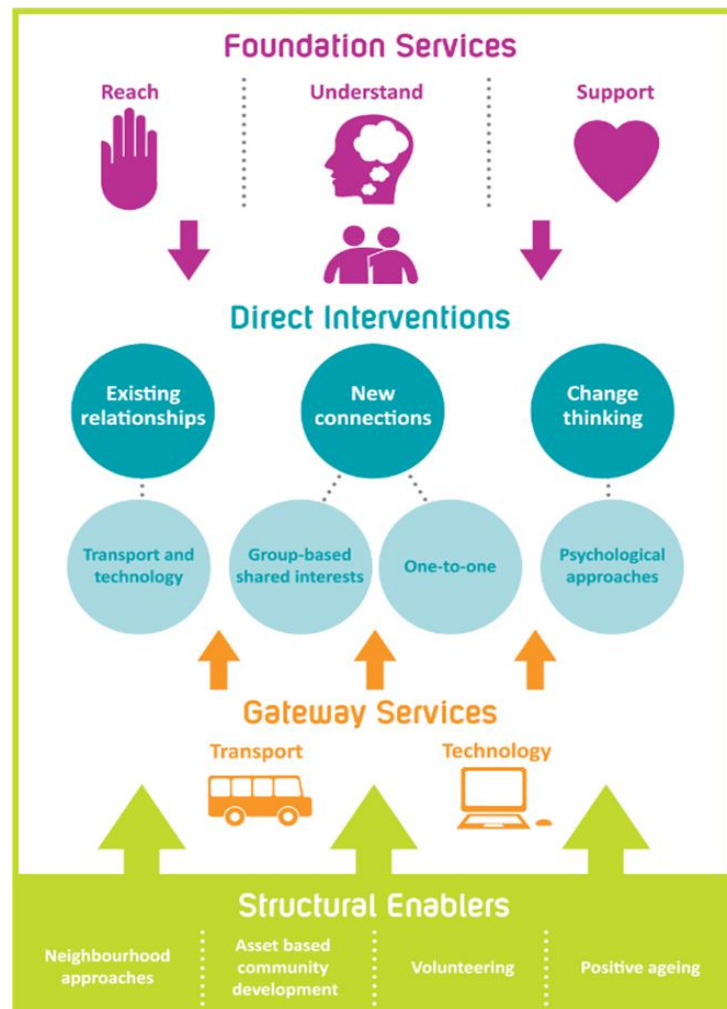 Foundation Services
Reach
Understand
Support
Direct Interventions
Existing
relationships
New
connections
Change
thinking
Transport and
technology
Group-based
shared interests
One-to-one
Psychological
approaches
Gateway Services
Transport
Technology
Structural Enablers
Neighbourhood
approaches
Asset based
community
development
Volunteering
Positive ageing